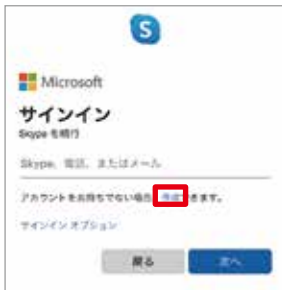 S
Microsoft
サインイン
Skype を続行
Skype、電話、またはメール
アカウントをお持ちでない場合、作成できます。
サインイン オプション
戻る
次へ